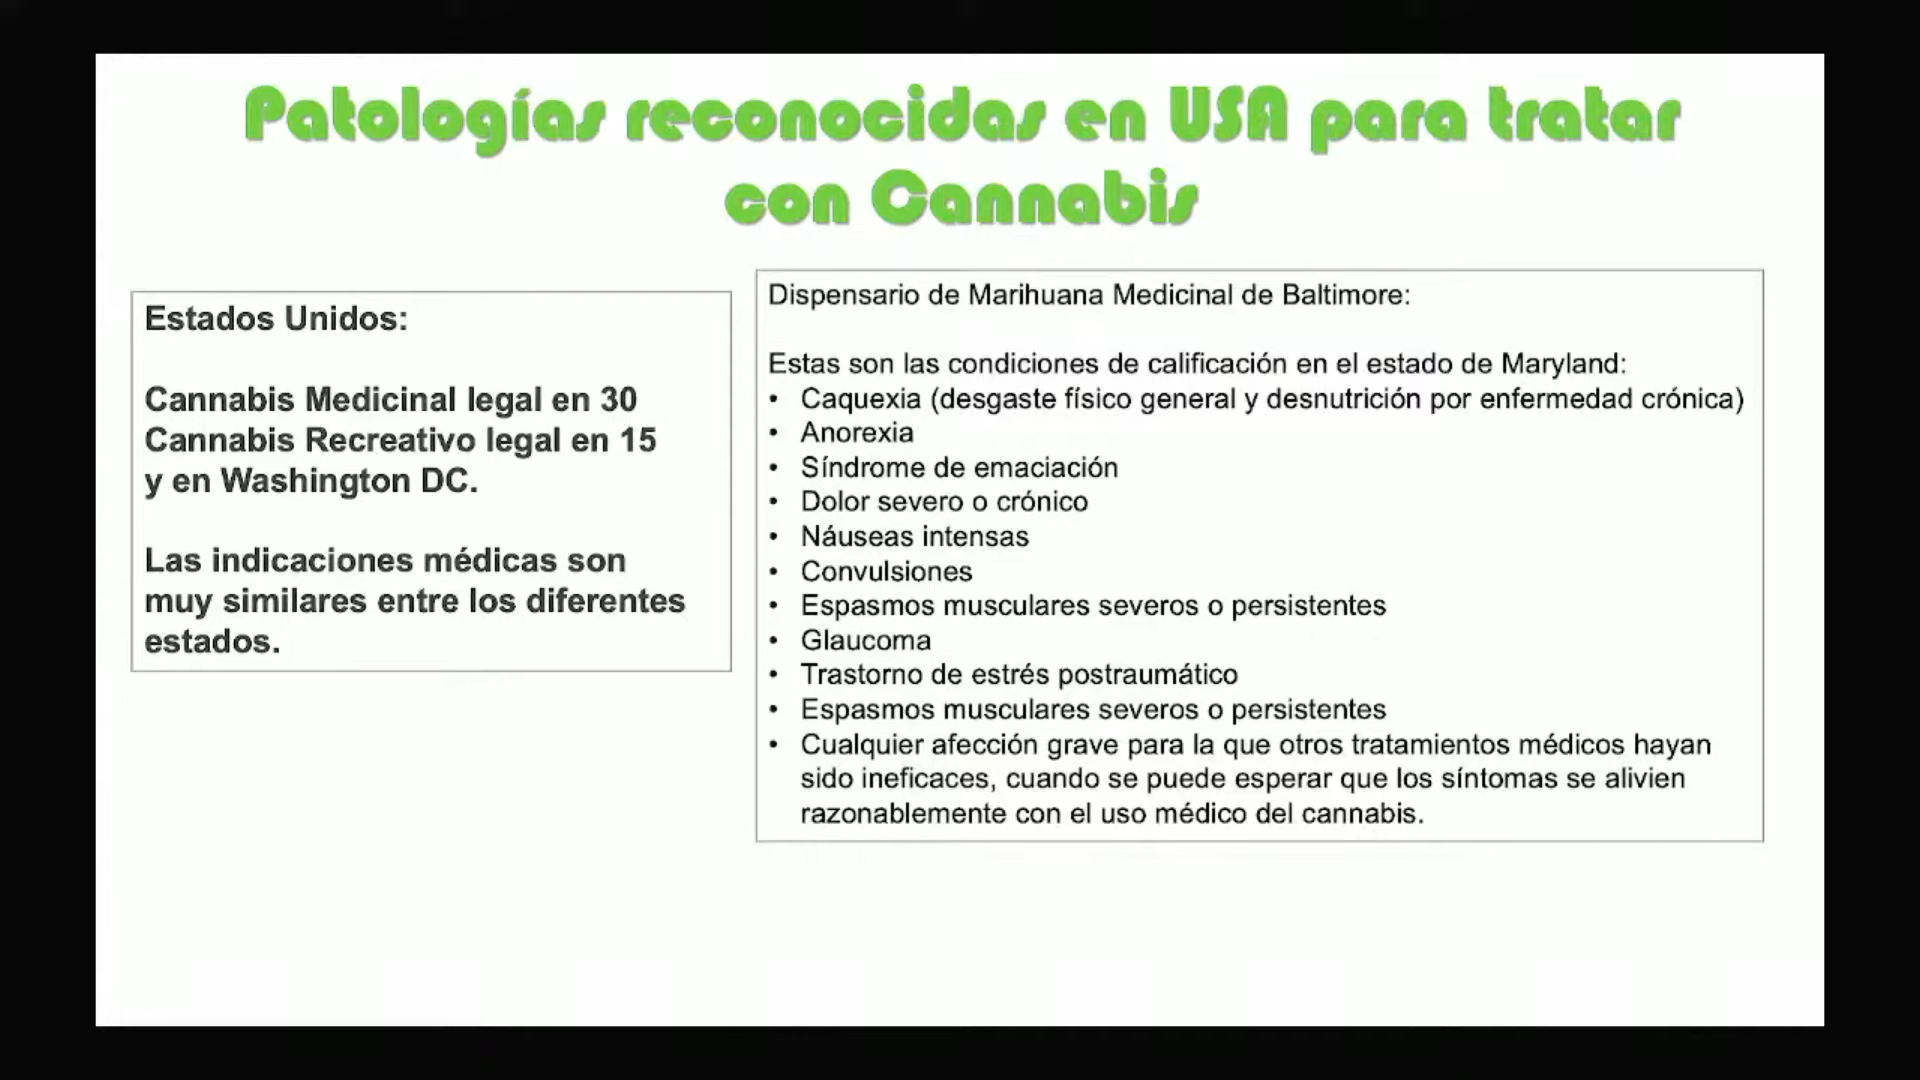 Patologías reconocidas en USA para tratar
con Cannabis
Estados Unidos:
Cannabis Medicinal legal en 30
Cannabis Recreativo legal en 15
y en Washington DC.
Las indicaciones médicas son
muy similares entre los diferentes
estados.
Dispensario de Marihuana Medicinal de Baltimore:
Estas son las condiciones de calificación en el estado de Maryland:
• Caquexia (desgaste físico general y desnutrición por enfermedad crónica)
• Anorexia
• Síndrome de emaciación
• Dolor severo o crónico
• Náuseas intensas
• Convulsiones
• Espasmos musculares severos o persistentes
• Glaucoma
• Trastorno de estrés postraumático
• Espasmos musculares severos o persistentes
• Cualquier afección grave para la que otros tratamientos médicos hayan
sido ineficaces, cuando se puede esperar que los síntomas se alivien
razonablemente con el uso médico del cannabis.